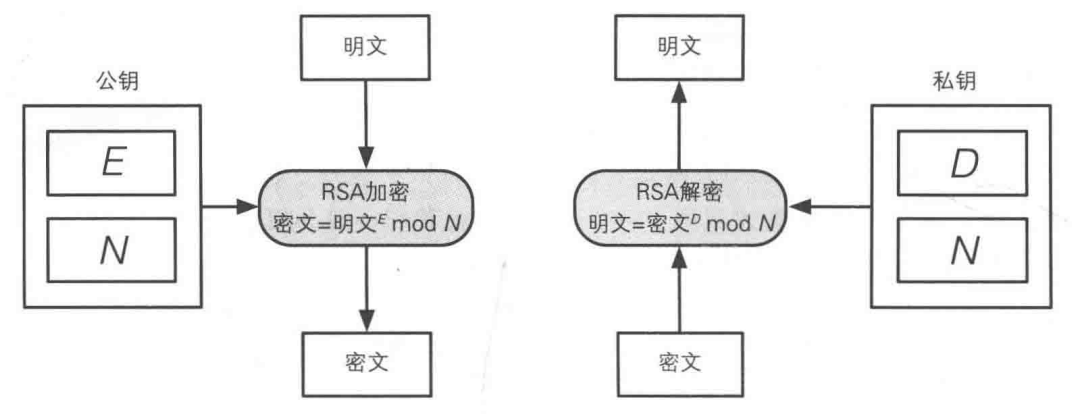 明文
公钥
E
N
RSA加密
密文=明文^E mod N
密文
明文
私钥
D
N
RSA解密
明文=密文^D mod N
密文